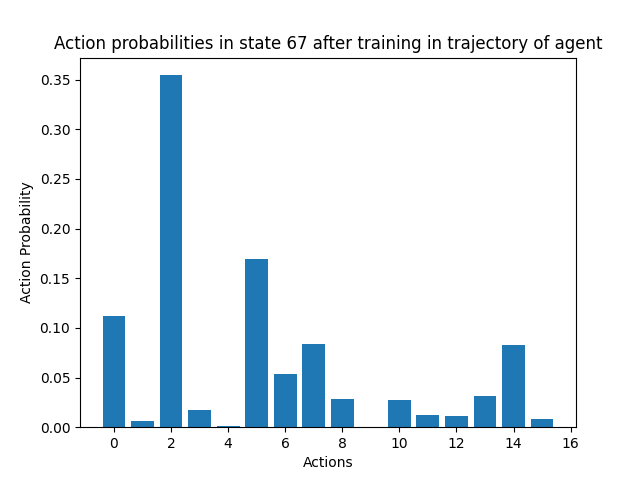 Action probabilities in state 67 after training in trajectory of agent
0.35
0.30
0.25
0.20
0.15
0.10
0.05
0.00
Action Probability
0 2 4 6 8 10 12 14 16
Actions